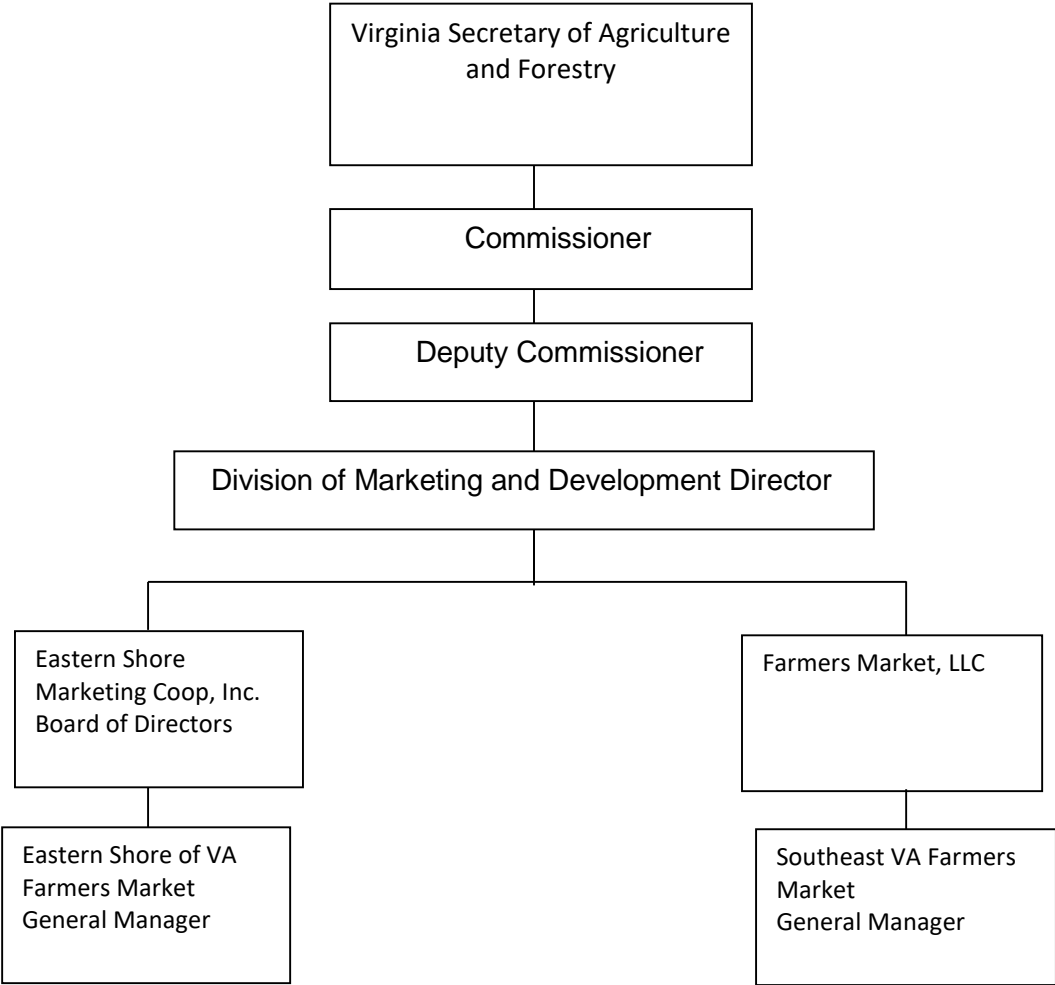 Virginia Secretary of Agriculture
and Forestry
Commissioner
Deputy Commissioner
Division of Marketing and Development Director
Eastern Shore
Marketing Coop, Inc.
Board of Directors
Farmers Market, LLC
Eastern Shore of VA
Farmers Market
General Manager
Southeast VA Farmers
Market
General Manager